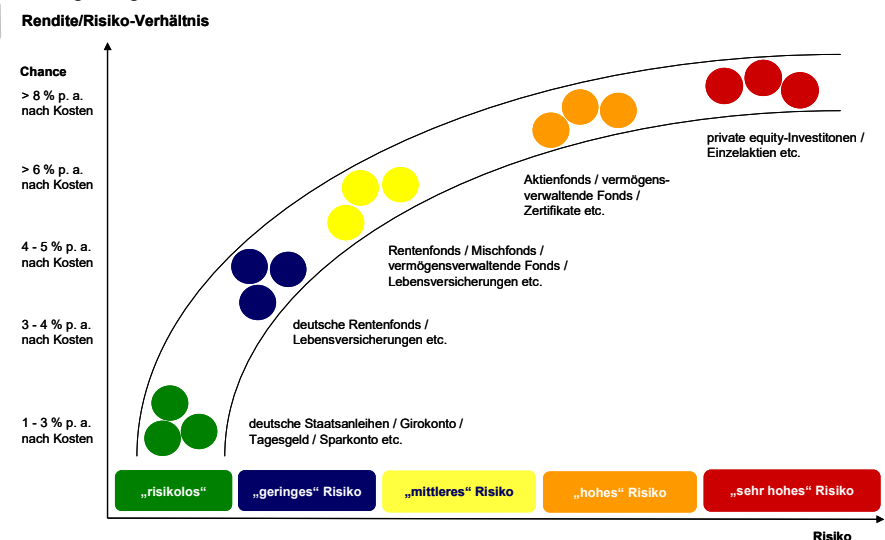 Rendite/Risiko-Verhältnis
Chance
> 8 % p. a.
nach Kosten
> 6 % p. a.
nach Kosten
4 - 5 % p. a.
nach Kosten
3 - 4 % p. a.
nach Kosten
1 - 3 % p. a.
nach Kosten
private equity-Investitonen /
Einzelaktien etc.
Aktienfonds / vermögens-
verwaltende Fonds /
Zertifikate etc.
Rentenfonds / Mischfonds /
vermögensverwaltende Fonds /
Lebensversicherungen etc.
deutsche Rentenfonds /
Lebensversicherungen etc.
deutsche Staatsanleihen / Girokonto /
Tagesgeld / Sparkonto etc.
„risikolos“
„geringes“ Risiko
„mittleres“ Risiko
„hohes“ Risiko
„sehr hohes“ Risiko
Risiko